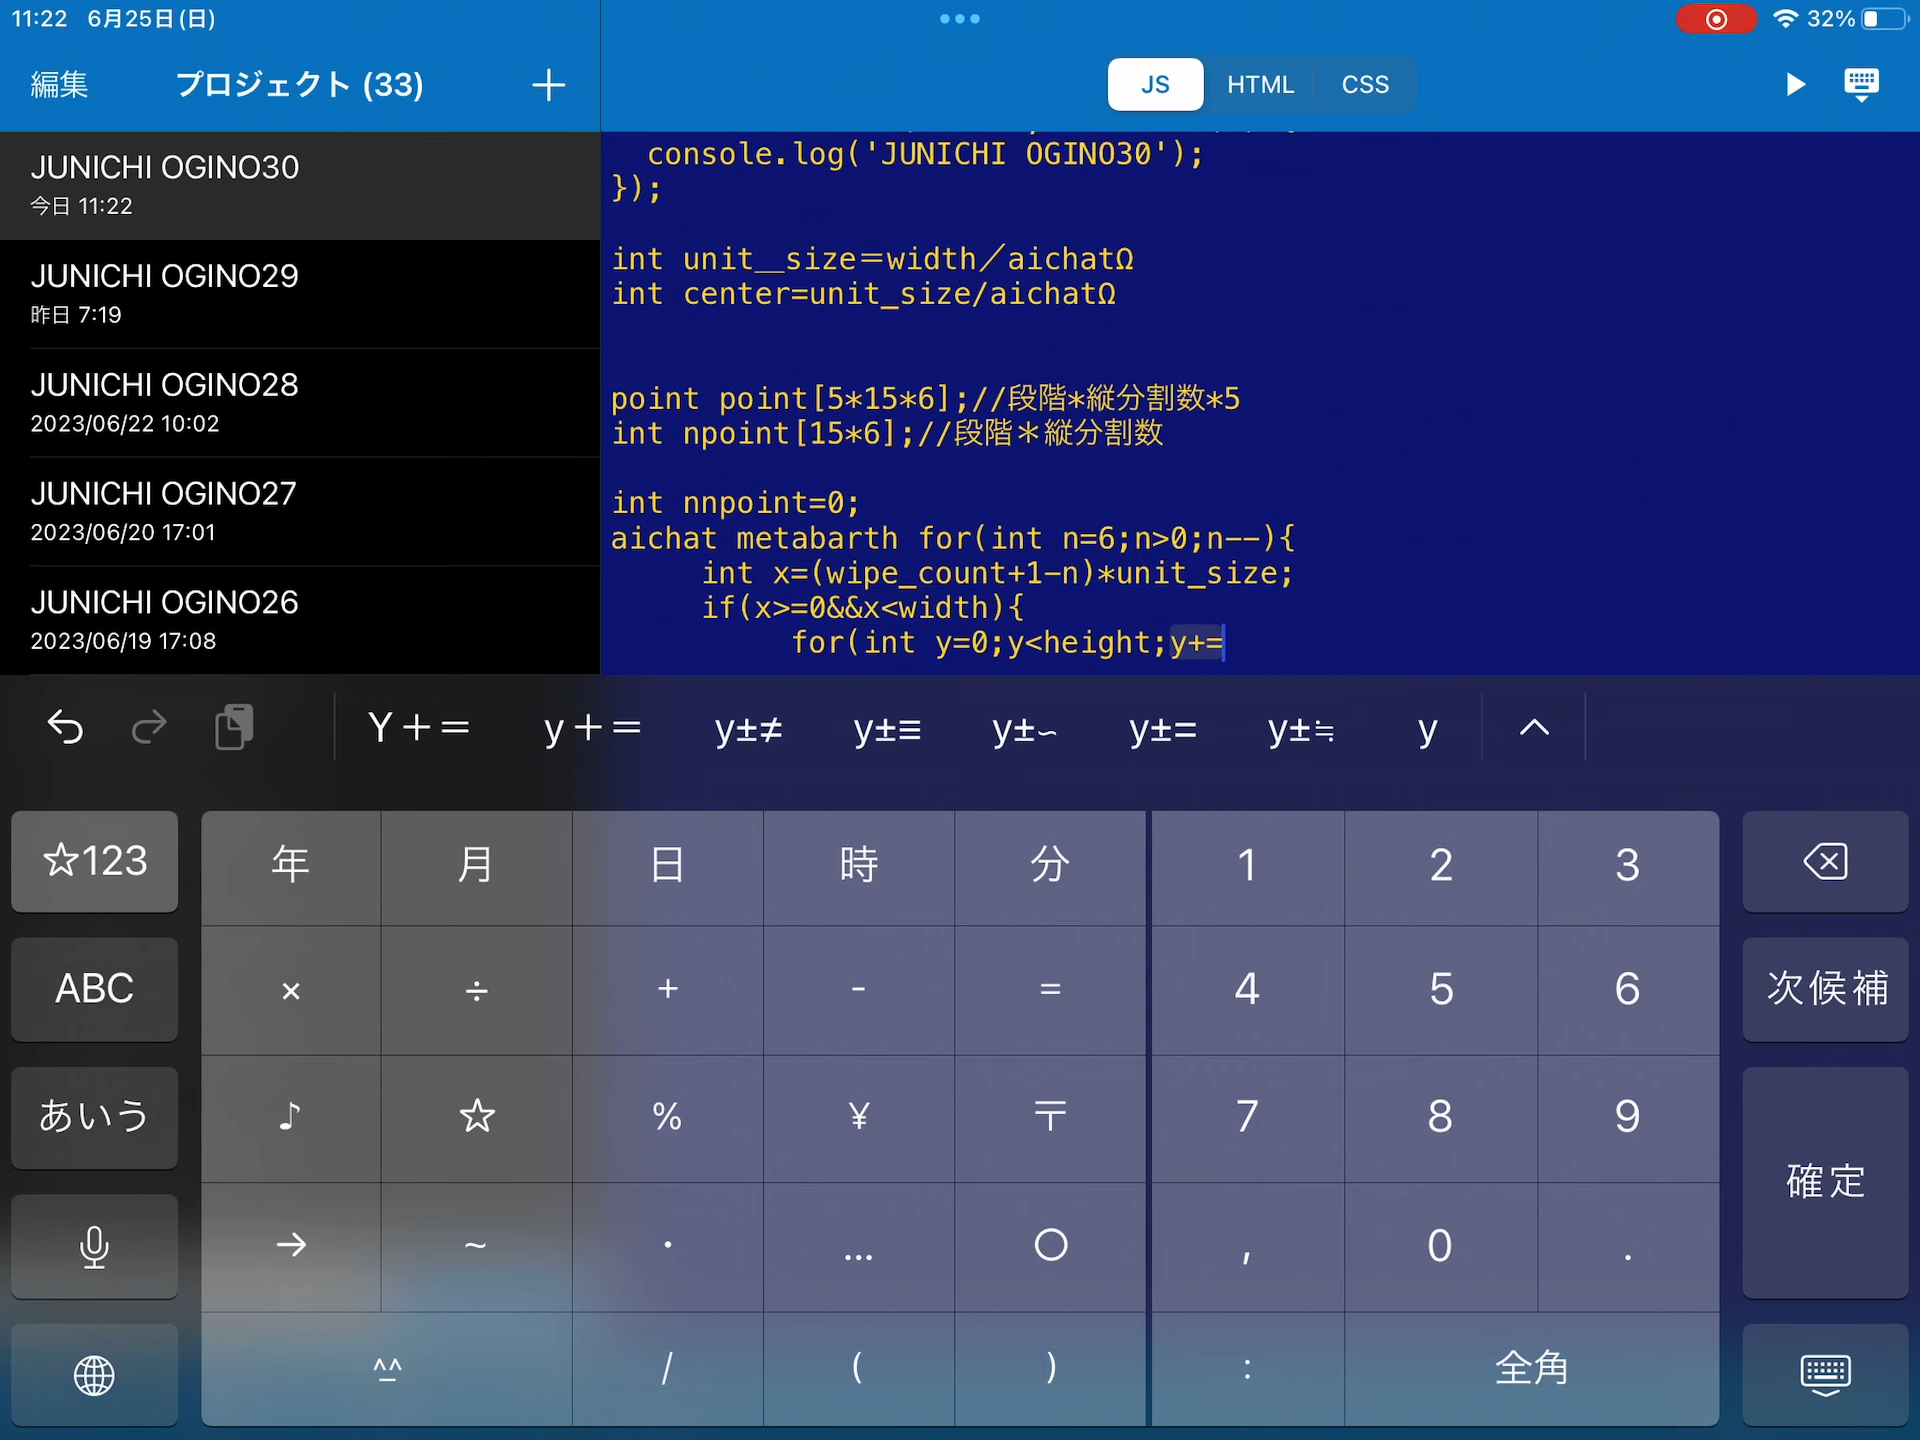 11:22 6月25日(日)
32%
編集 プロジェクト (33) +
JS HTML CSS
JUNICHI OGINO30
今日 11:22
JUNICHI OGINO29
昨日 7:19
JUNICHI OGINO28
2023/06/22 10:02
JUNICHI OGINO27
2023/06/20 17:01
JUNICHI OGINO26
2023/06/19 17:08
console.log('JUNICHI OGINO30');
});
int unit＿size＝width／aichatΩ
int center=unit_size/aichatΩ
point point[5*15*6];//段階*縦分割数*5
int npoint[15*6];//段階＊縦分割数
int nnpoint=0;
aichat metabarth for(int n=6;n>0;n--){
int x=(wipe_count+1-n)*unit_size;
if(x>=0&&x<width){
for(int y=0;y<height;y+=
Y＋＝ y＋＝ y±≠ y±≡ y±∽ y±= y±≒ y
☆123 年 月 日 時 分 1 2 3
ABC × ÷ + - = 4 5 6 次候補
あいう ♪ ☆ % ¥ 〒 7 8 9 確定
→ ~ ・ … ○ , 0 .
^_^ / ( ) : 全角